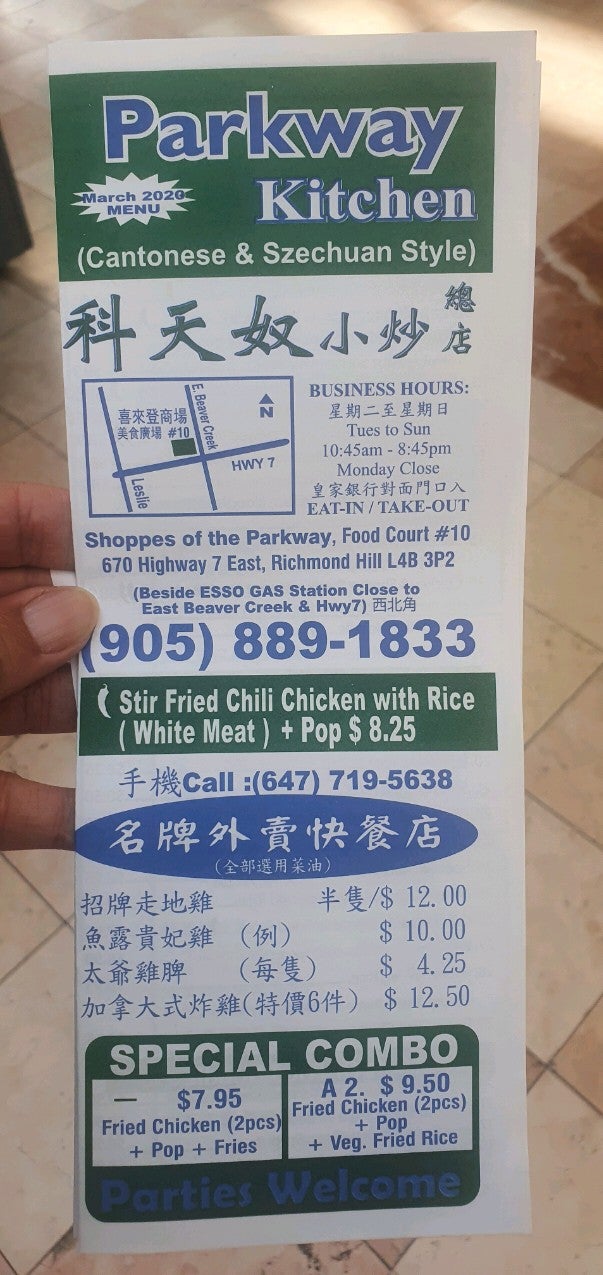 Parkway
Kitchen
March 2020
MENU
(Cantonese & Szechuan Style)
科天奴小炒
總店
喜來登商場
美食廣場 #10
E. Beaver Creek
N
HWY 7
Leslie
BUSINESS HOURS:
星期二至星期日
Tues to Sun
10:45am - 8:45pm
Monday Close
皇家銀行對面門口入
EAT-IN / TAKE-OUT
Shoppes of the Parkway, Food Court #10
670 Highway 7 East, Richmond Hill L4B 3P2
(Beside ESSO GAS Station Close to
East Beaver Creek & Hwy7) 西北角
(905) 889-1833
Stir Fried Chili Chicken with Rice
( White Meat ) + Pop $ 8.25
手機Call :(647) 719-5638
名牌外賣快餐店
(全部選用菜油)
招牌走地雞 半隻/$ 12.00
魚露貴妃雞 (例) $ 10.00
太爺雞脾 (每隻) $ 4.25
加拿大式炸雞(特價6件) $ 12.50
SPECIAL COMBO
一 $7.95
Fried Chicken (2pcs)
+ Pop + Fries
A 2. $ 9.50
Fried Chicken (2pcs)
+ Pop
+ Veg. Fried Rice
Parties Welcome